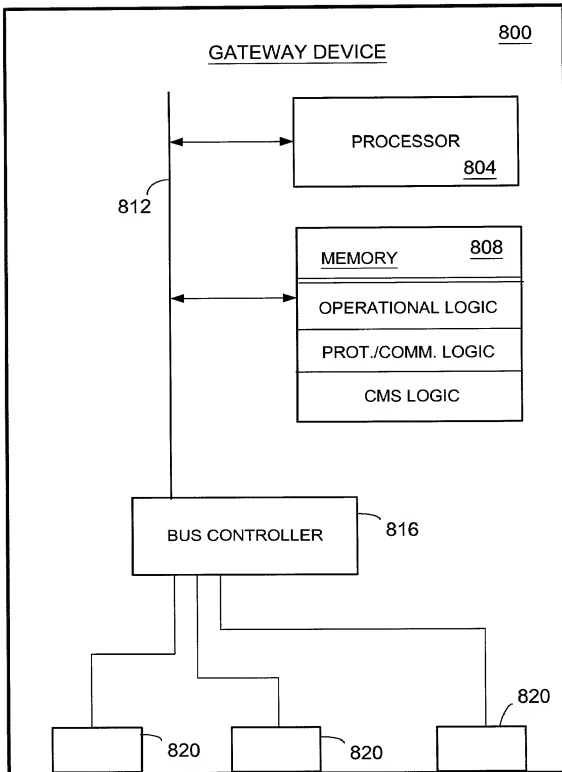 800
GATEWAY DEVICE
PROCESSOR
804
812
808
MEMORY
OPERATIONAL LOGIC
PROT./COMM. LOGIC
CMS LOGIC
BUS CONTROLLER
816
820
820
820